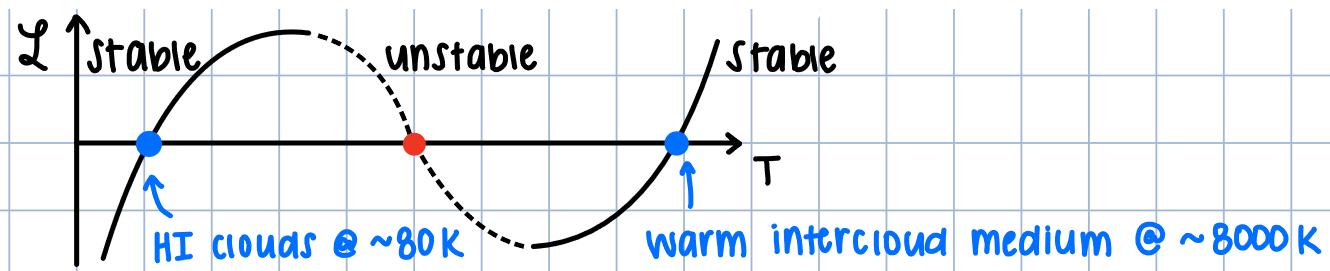 ℒ stable unstable stable
T
HI clouds @ ~80K warm intercloud medium @ ~8000K